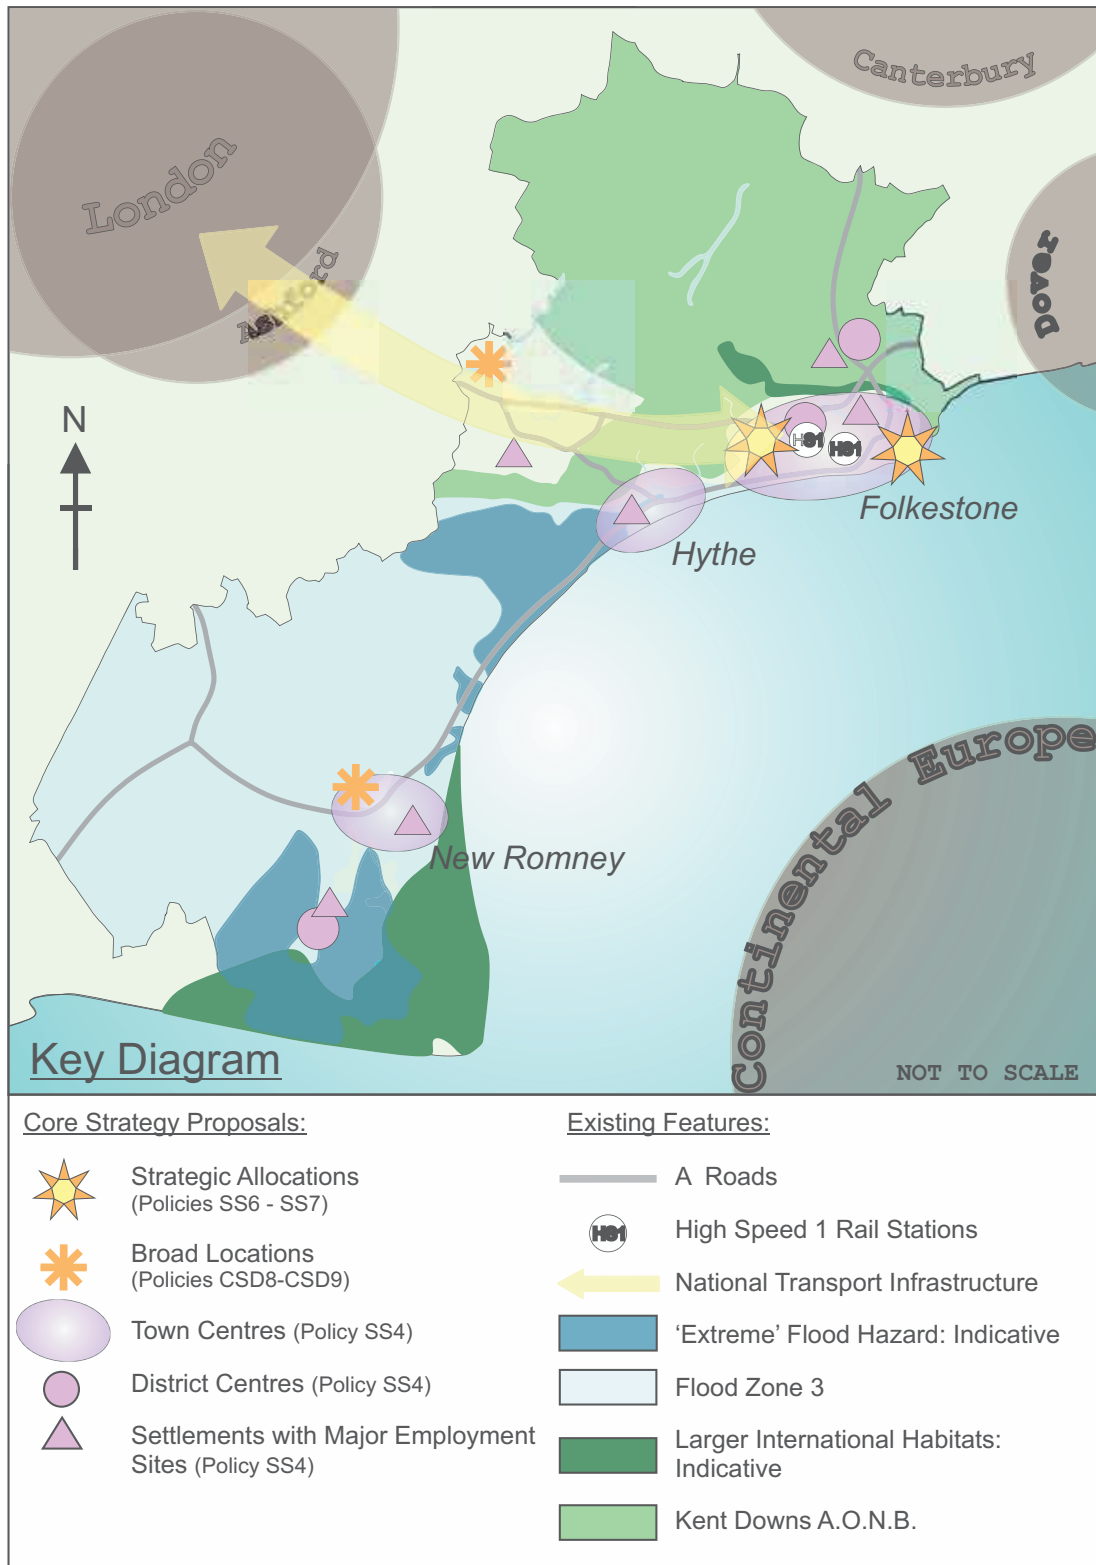 Canterbury
London
Ashford
Dover
N
HS1
HS1
Folkestone
Hythe
New Romney
Continental Europe
Key Diagram
NOT TO SCALE
Core Strategy Proposals:
Strategic Allocations
(Policies SS6 - SS7)
Broad Locations
(Policies CSD8-CSD9)
Town Centres (Policy SS4)
District Centres (Policy SS4)
Settlements with Major Employment
Sites (Policy SS4)
Existing Features:
A Roads
HS1
High Speed 1 Rail Stations
National Transport Infrastructure
‘Extreme’ Flood Hazard: Indicative
Flood Zone 3
Larger International Habitats:
Indicative
Kent Downs A.O.N.B.